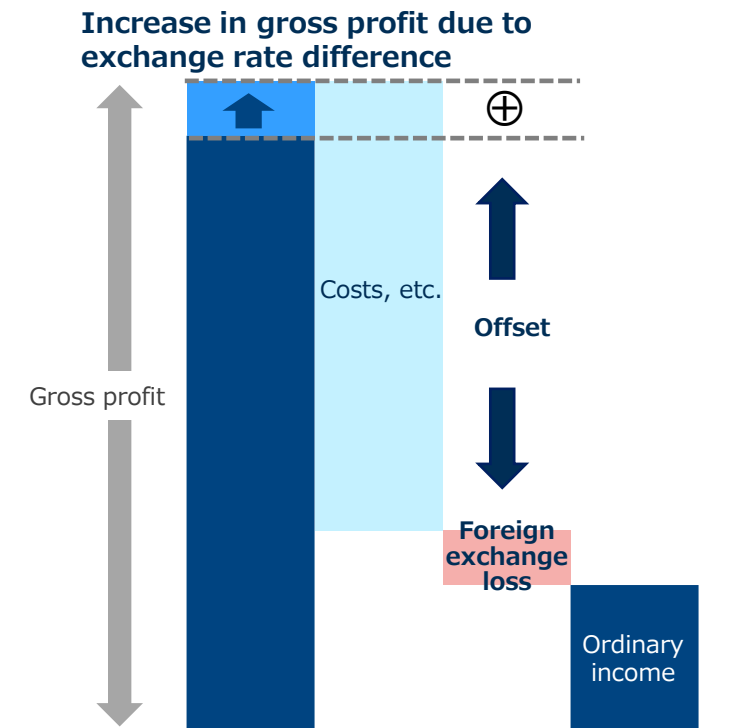 Increase in gross profit due to
exchange rate difference
Costs, etc.
Offset
Gross profit
Foreign
exchange
loss
Ordinary
income